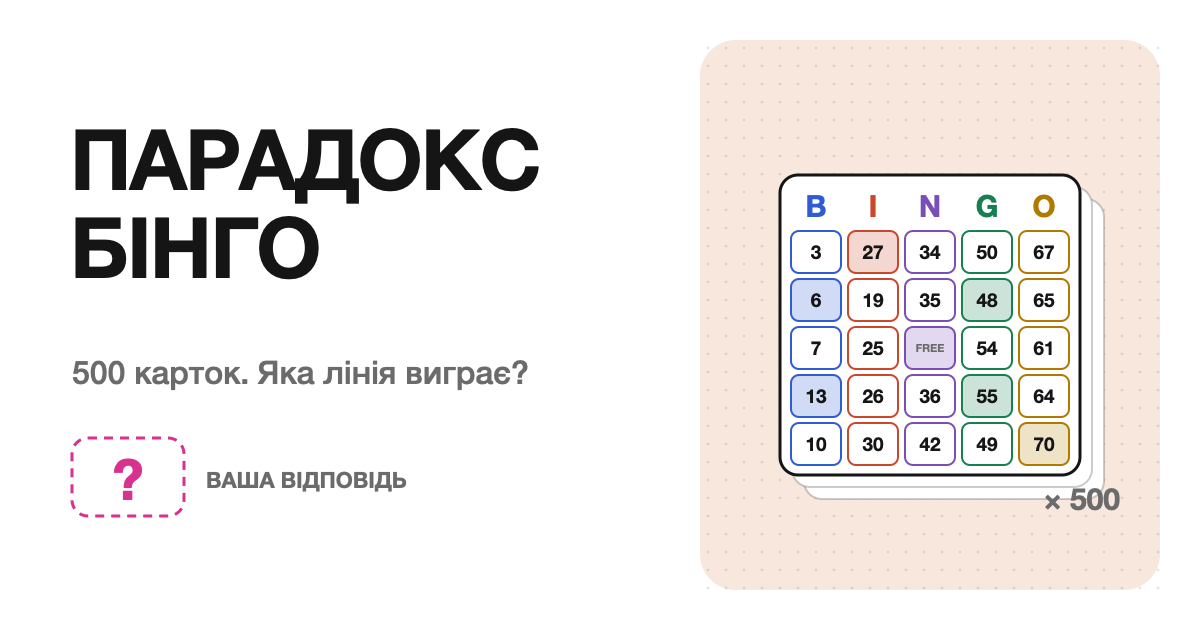 ПАРАДОКС
БІНГО
500 карток. Яка лінія виграє?
?
ВАША ВІДПОВІДЬ
B I N G O
3 27 34 50 67
6 19 35 48 65
7 25 FREE 54 61
13 26 36 55 64
10 30 42 49 70
× 500